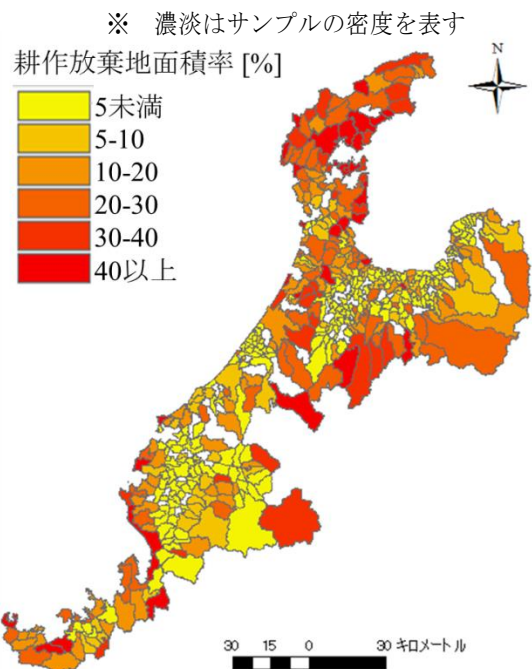 ※　濃淡はサンプルの密度を表す
耕作放棄地面積率 [%]
5未満
5-10
10-20
20-30
30-40
40以上
N
30 15 0 30 キロメートル